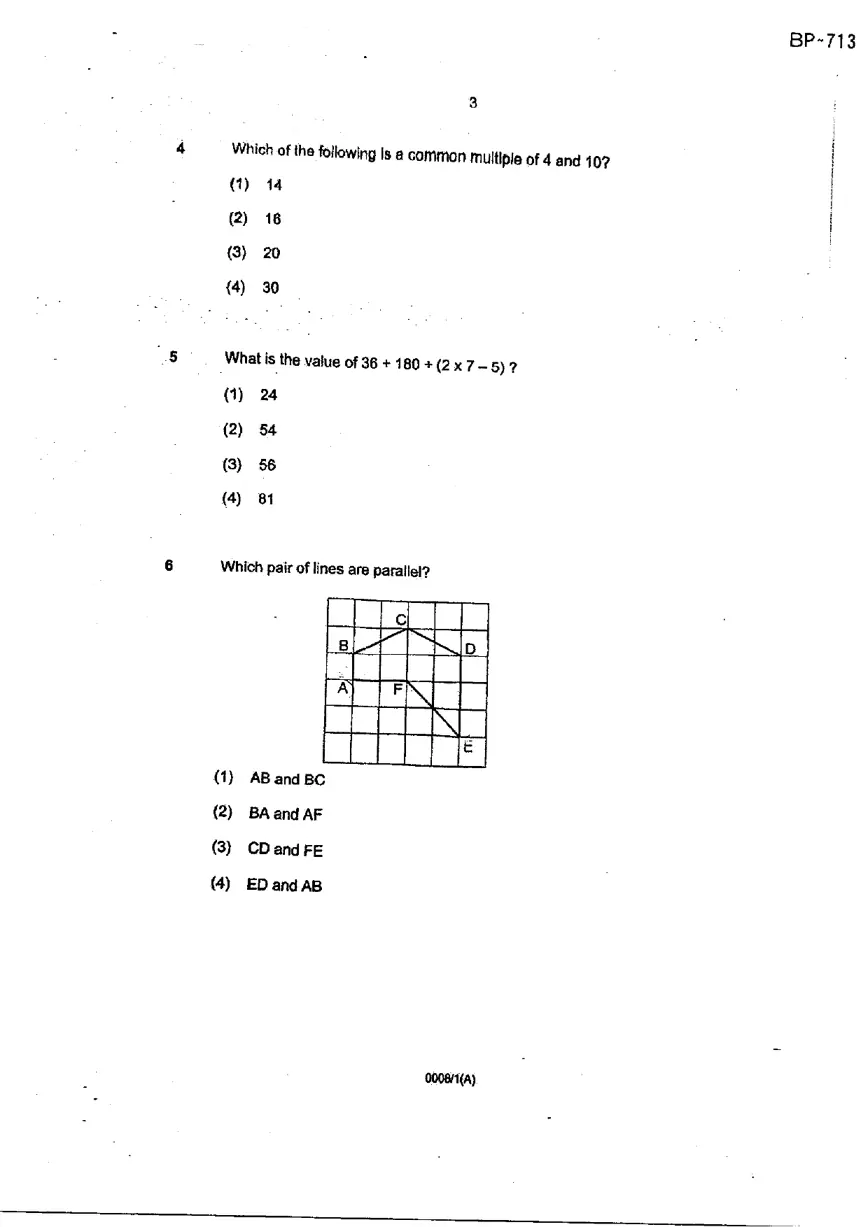 BP-713
3
4 Which of the following is a common multiple of 4 and 10?
(1) 14
(2) 16
(3) 20
(4) 30
5 What is the value of 36 + 180 ÷ (2 x 7 – 5) ?
(1) 24
(2) 54
(3) 56
(4) 81
6 Which pair of lines are parallel?
C
B D
A F
E
(1) AB and BC
(2) BA and AF
(3) CD and FE
(4) ED and AB
0008/1(A)